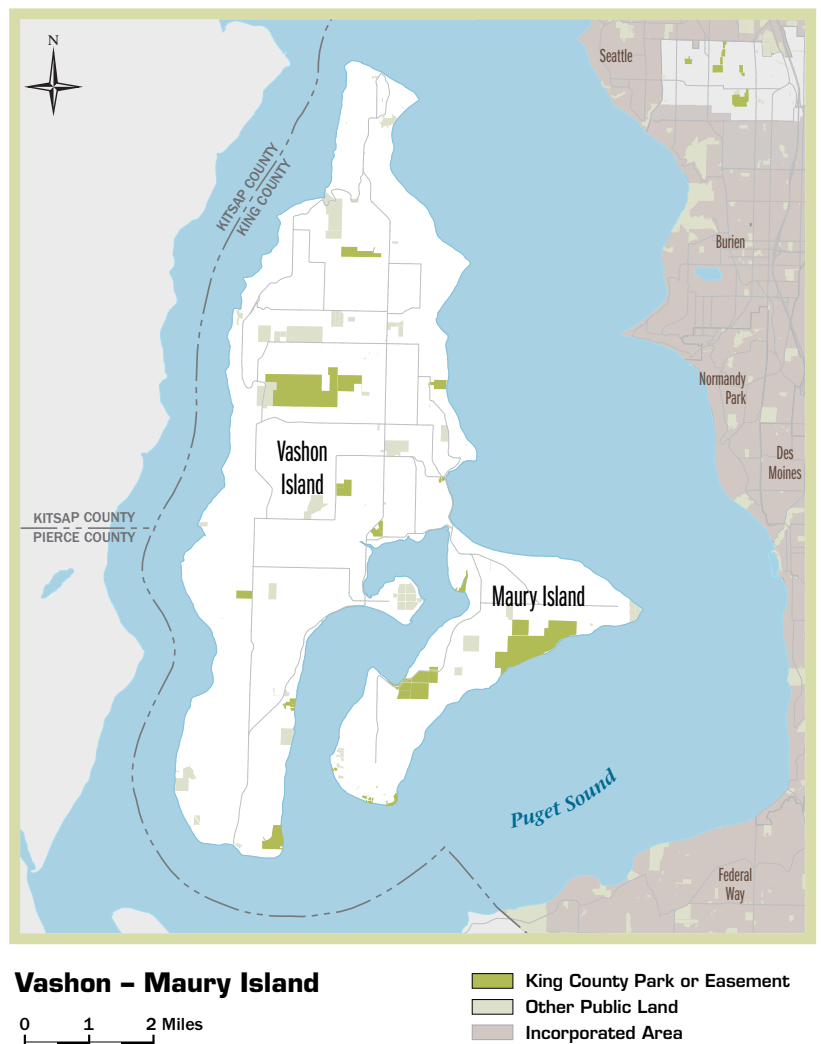 N
Seattle
KITSAP COUNTY
KING COUNTY
Burien
Normandy
Park
Vashon
Island
Des
Moines
KITSAP COUNTY
PIERCE COUNTY
Maury Island
Puget Sound
Federal
Way
Vashon – Maury Island
0 1 2 Miles
King County Park or Easement
Other Public Land
Incorporated Area